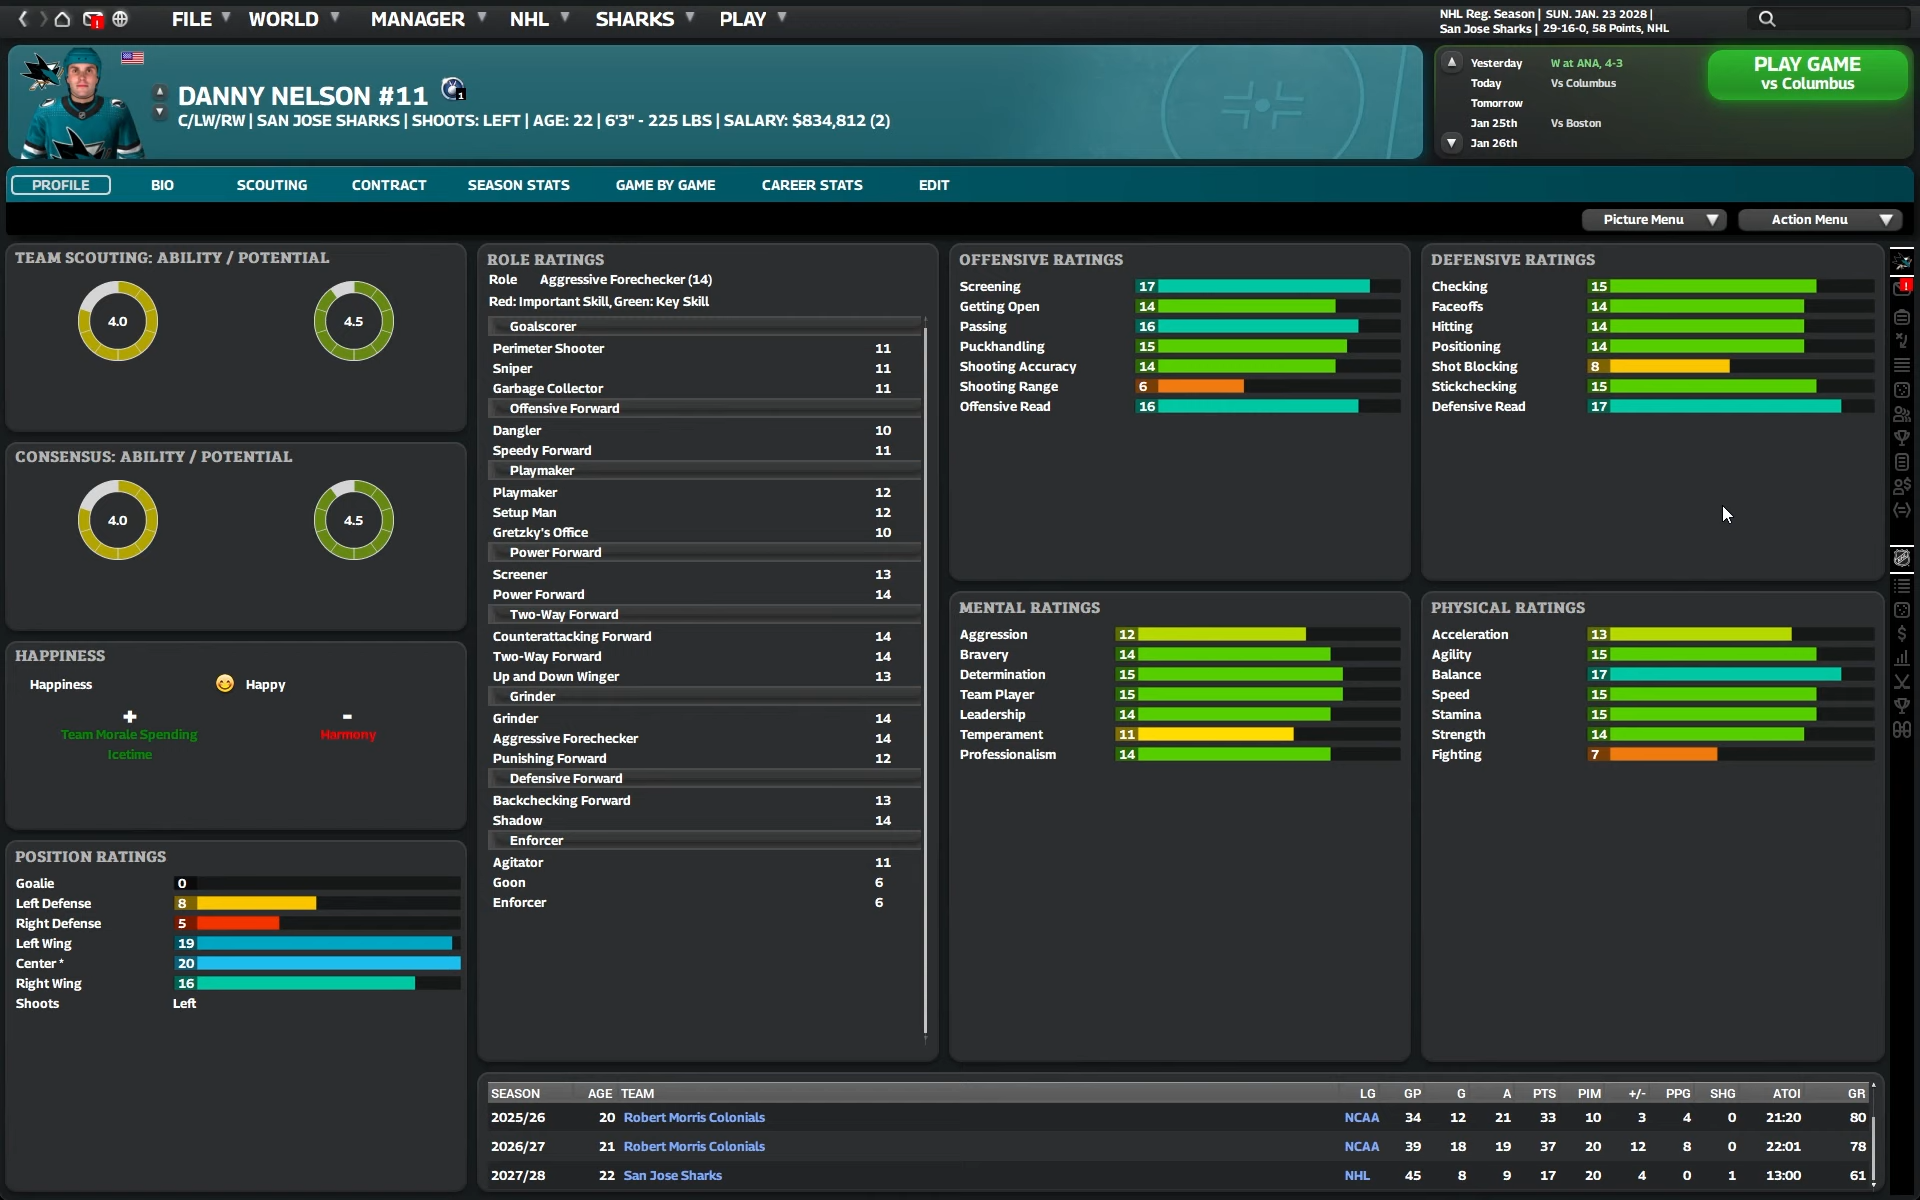 FILE WORLD MANAGER NHL SHARKS PLAY
NHL Reg. Season | SUN. JAN. 23 2028 |
San Jose Sharks | 29-16-0, 58 Points, NHL
DANNY NELSON #11
C/LW/RW | SAN JOSE SHARKS | SHOOTS: LEFT | AGE: 22 | 6'3" - 225 LBS | SALARY: $834,812 (2)
Yesterday W at ANA, 4-3
Today Vs Columbus
Tomorrow
Jan 25th Vs Boston
Jan 26th
PLAY GAME
vs Columbus
PROFILE BIO SCOUTING CONTRACT SEASON STATS GAME BY GAME CAREER STATS EDIT
Picture Menu Action Menu
TEAM SCOUTING: ABILITY / POTENTIAL
4.0 4.5
CONSENSUS: ABILITY / POTENTIAL
4.0 4.5
HAPPINESS
Happiness Happy
+ -
Team Morale Spending Harmony
Icetime
POSITION RATINGS
Goalie 0
Left Defense 8
Right Defense 5
Left Wing 19
Center * 20
Right Wing 16
Shoots Left
ROLE RATINGS
Role Aggressive Forechecker (14)
Red: Important Skill, Green: Key Skill
Goalscorer
Perimeter Shooter 11
Sniper 11
Garbage Collector 11
Offensive Forward
Dangler 10
Speedy Forward 11
Playmaker
Playmaker 12
Setup Man 12
Gretzky's Office 10
Power Forward
Screener 13
Power Forward 14
Two-Way Forward
Counterattacking Forward 14
Two-Way Forward 14
Up and Down Winger 13
Grinder
Grinder 14
Aggressive Forechecker 14
Punishing Forward 12
Defensive Forward
Backchecking Forward 13
Shadow 14
Enforcer
Agitator 11
Goon 6
Enforcer 6
OFFENSIVE RATINGS
Screening 17
Getting Open 14
Passing 16
Puckhandling 15
Shooting Accuracy 14
Shooting Range 6
Offensive Read 16
DEFENSIVE RATINGS
Checking 15
Faceoffs 14
Hitting 14
Positioning 14
Shot Blocking 8
Stickchecking 15
Defensive Read 17
MENTAL RATINGS
Aggression 12
Bravery 14
Determination 15
Team Player 15
Leadership 14
Temperament 11
Professionalism 14
PHYSICAL RATINGS
Acceleration 13
Agility 15
Balance 17
Speed 15
Stamina 15
Strength 14
Fighting 7
SEASON AGE TEAM LG GP G A PTS PIM +/- PPG SHG ATOI GR
2025/26 20 Robert Morris Colonials NCAA 34 12 21 33 10 3 4 0 21:20 80
2026/27 21 Robert Morris Colonials NCAA 39 18 19 37 20 12 8 0 22:01 78
2027/28 22 San Jose Sharks NHL 45 8 9 17 20 4 0 1 13:00 61